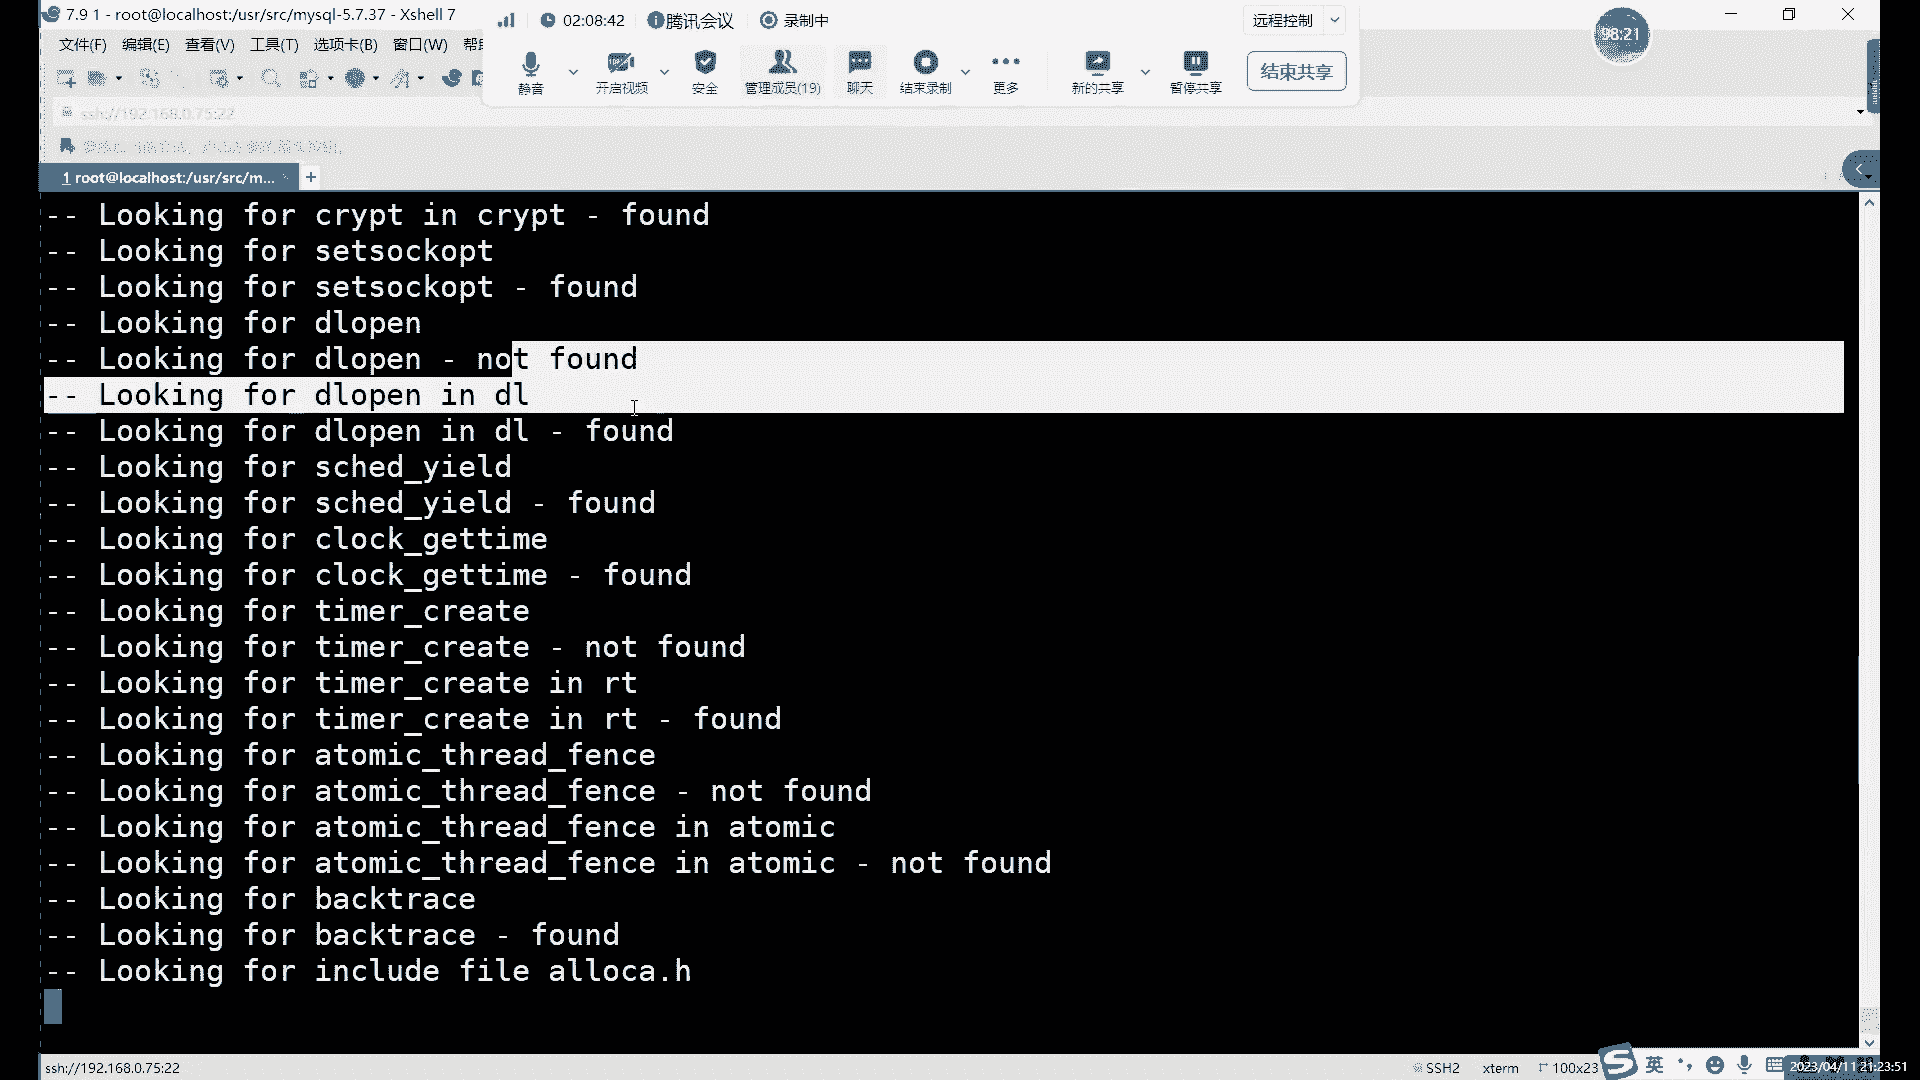 7.9 1 - root@localhost:/usr/src/mysql-5.7.37 - Xshell 7
02:08:42 腾讯会议 录制中
远程控制
98:21
文件(F) 编辑(E) 查看(V) 工具(T) 选项卡(B) 窗口(W)
静音 开启视频 安全 管理成员(19) 聊天 结束录制 更多 新的共享 暂停共享 结束共享
ssh://192.168.0.75:22
1 root@localhost:/usr/src/m... +
-- Looking for crypt in crypt - found
-- Looking for setsockopt
-- Looking for setsockopt - found
-- Looking for dlopen
-- Looking for dlopen - not found
-- Looking for dlopen in dl
-- Looking for dlopen in dl - found
-- Looking for sched_yield
-- Looking for sched_yield - found
-- Looking for clock_gettime
-- Looking for clock_gettime - found
-- Looking for timer_create
-- Looking for timer_create - not found
-- Looking for timer_create in rt
-- Looking for timer_create in rt - found
-- Looking for atomic_thread_fence
-- Looking for atomic_thread_fence - not found
-- Looking for atomic_thread_fence in atomic
-- Looking for atomic_thread_fence in atomic - not found
-- Looking for backtrace
-- Looking for backtrace - found
-- Looking for include file alloca.h
ssh://192.168.0.75:22 SSH2 xterm 100x23 英 2023/04/11 21:23:51